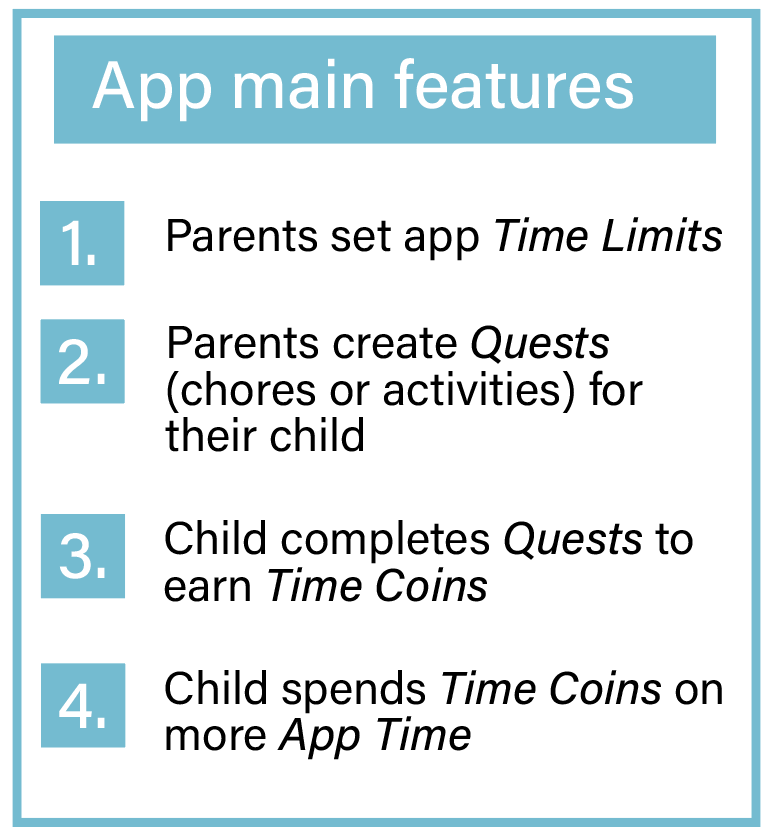 App main features
1.
Parents set app Time Limits
2.
Parents create Quests
(chores or activities) for
their child
3.
Child completes Quests to
earn Time Coins
4.
Child spends Time Coins on
more App Time